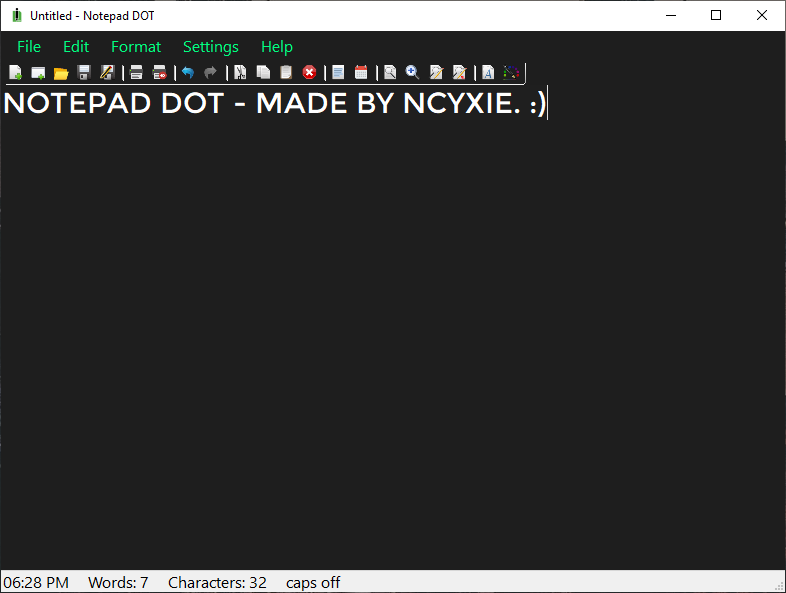 Untitled - Notepad DOT
File Edit Format Settings Help
NOTEPAD DOT - MADE BY NCYXIE. :)
06:28 PM Words: 7 Characters: 32 caps off